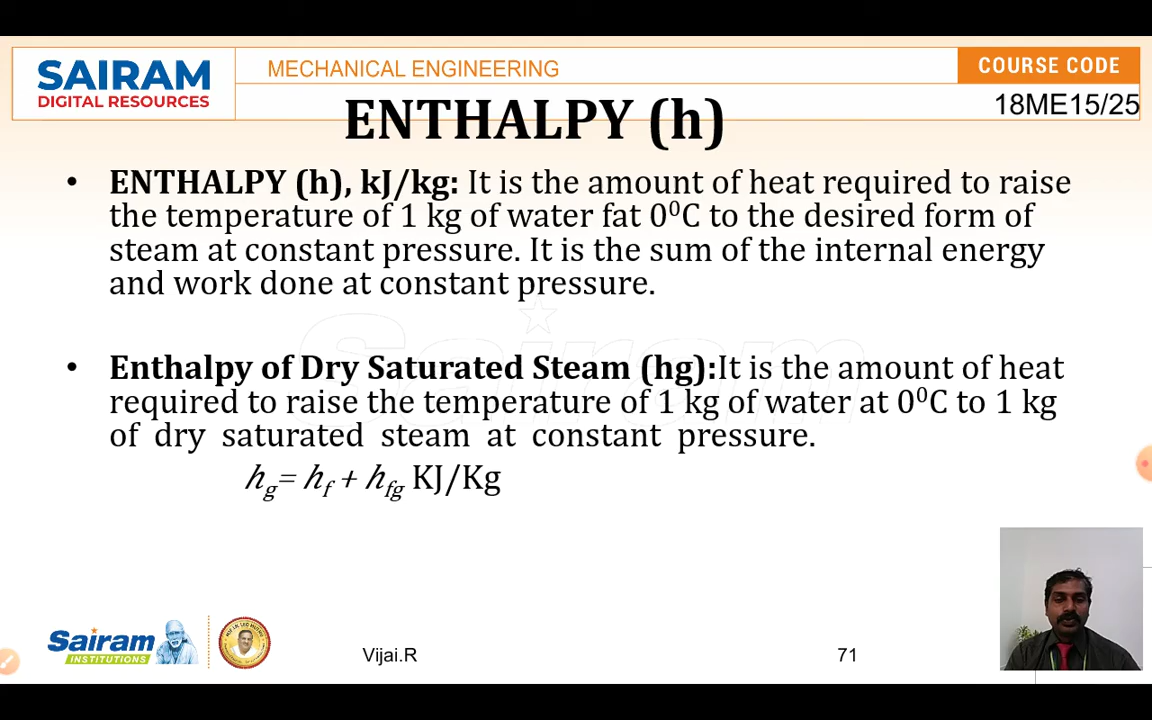 SAIRAM
DIGITAL RESOURCES
MECHANICAL ENGINEERING
COURSE CODE
18ME15/25
ENTHALPY (h)
• ENTHALPY (h), kJ/kg: It is the amount of heat required to raise
the temperature of 1 kg of water fat 0⁰C to the desired form of
steam at constant pressure. It is the sum of the internal energy
and work done at constant pressure.
Sairam
• Enthalpy of Dry Saturated Steam (hg):It is the amount of heat
required to raise the temperature of 1 kg of water at 0⁰C to 1 kg
of dry saturated steam at constant pressure.
h_g= h_f + h_fg KJ/Kg
Sairam
INSTITUTIONS
Vijai.R
71